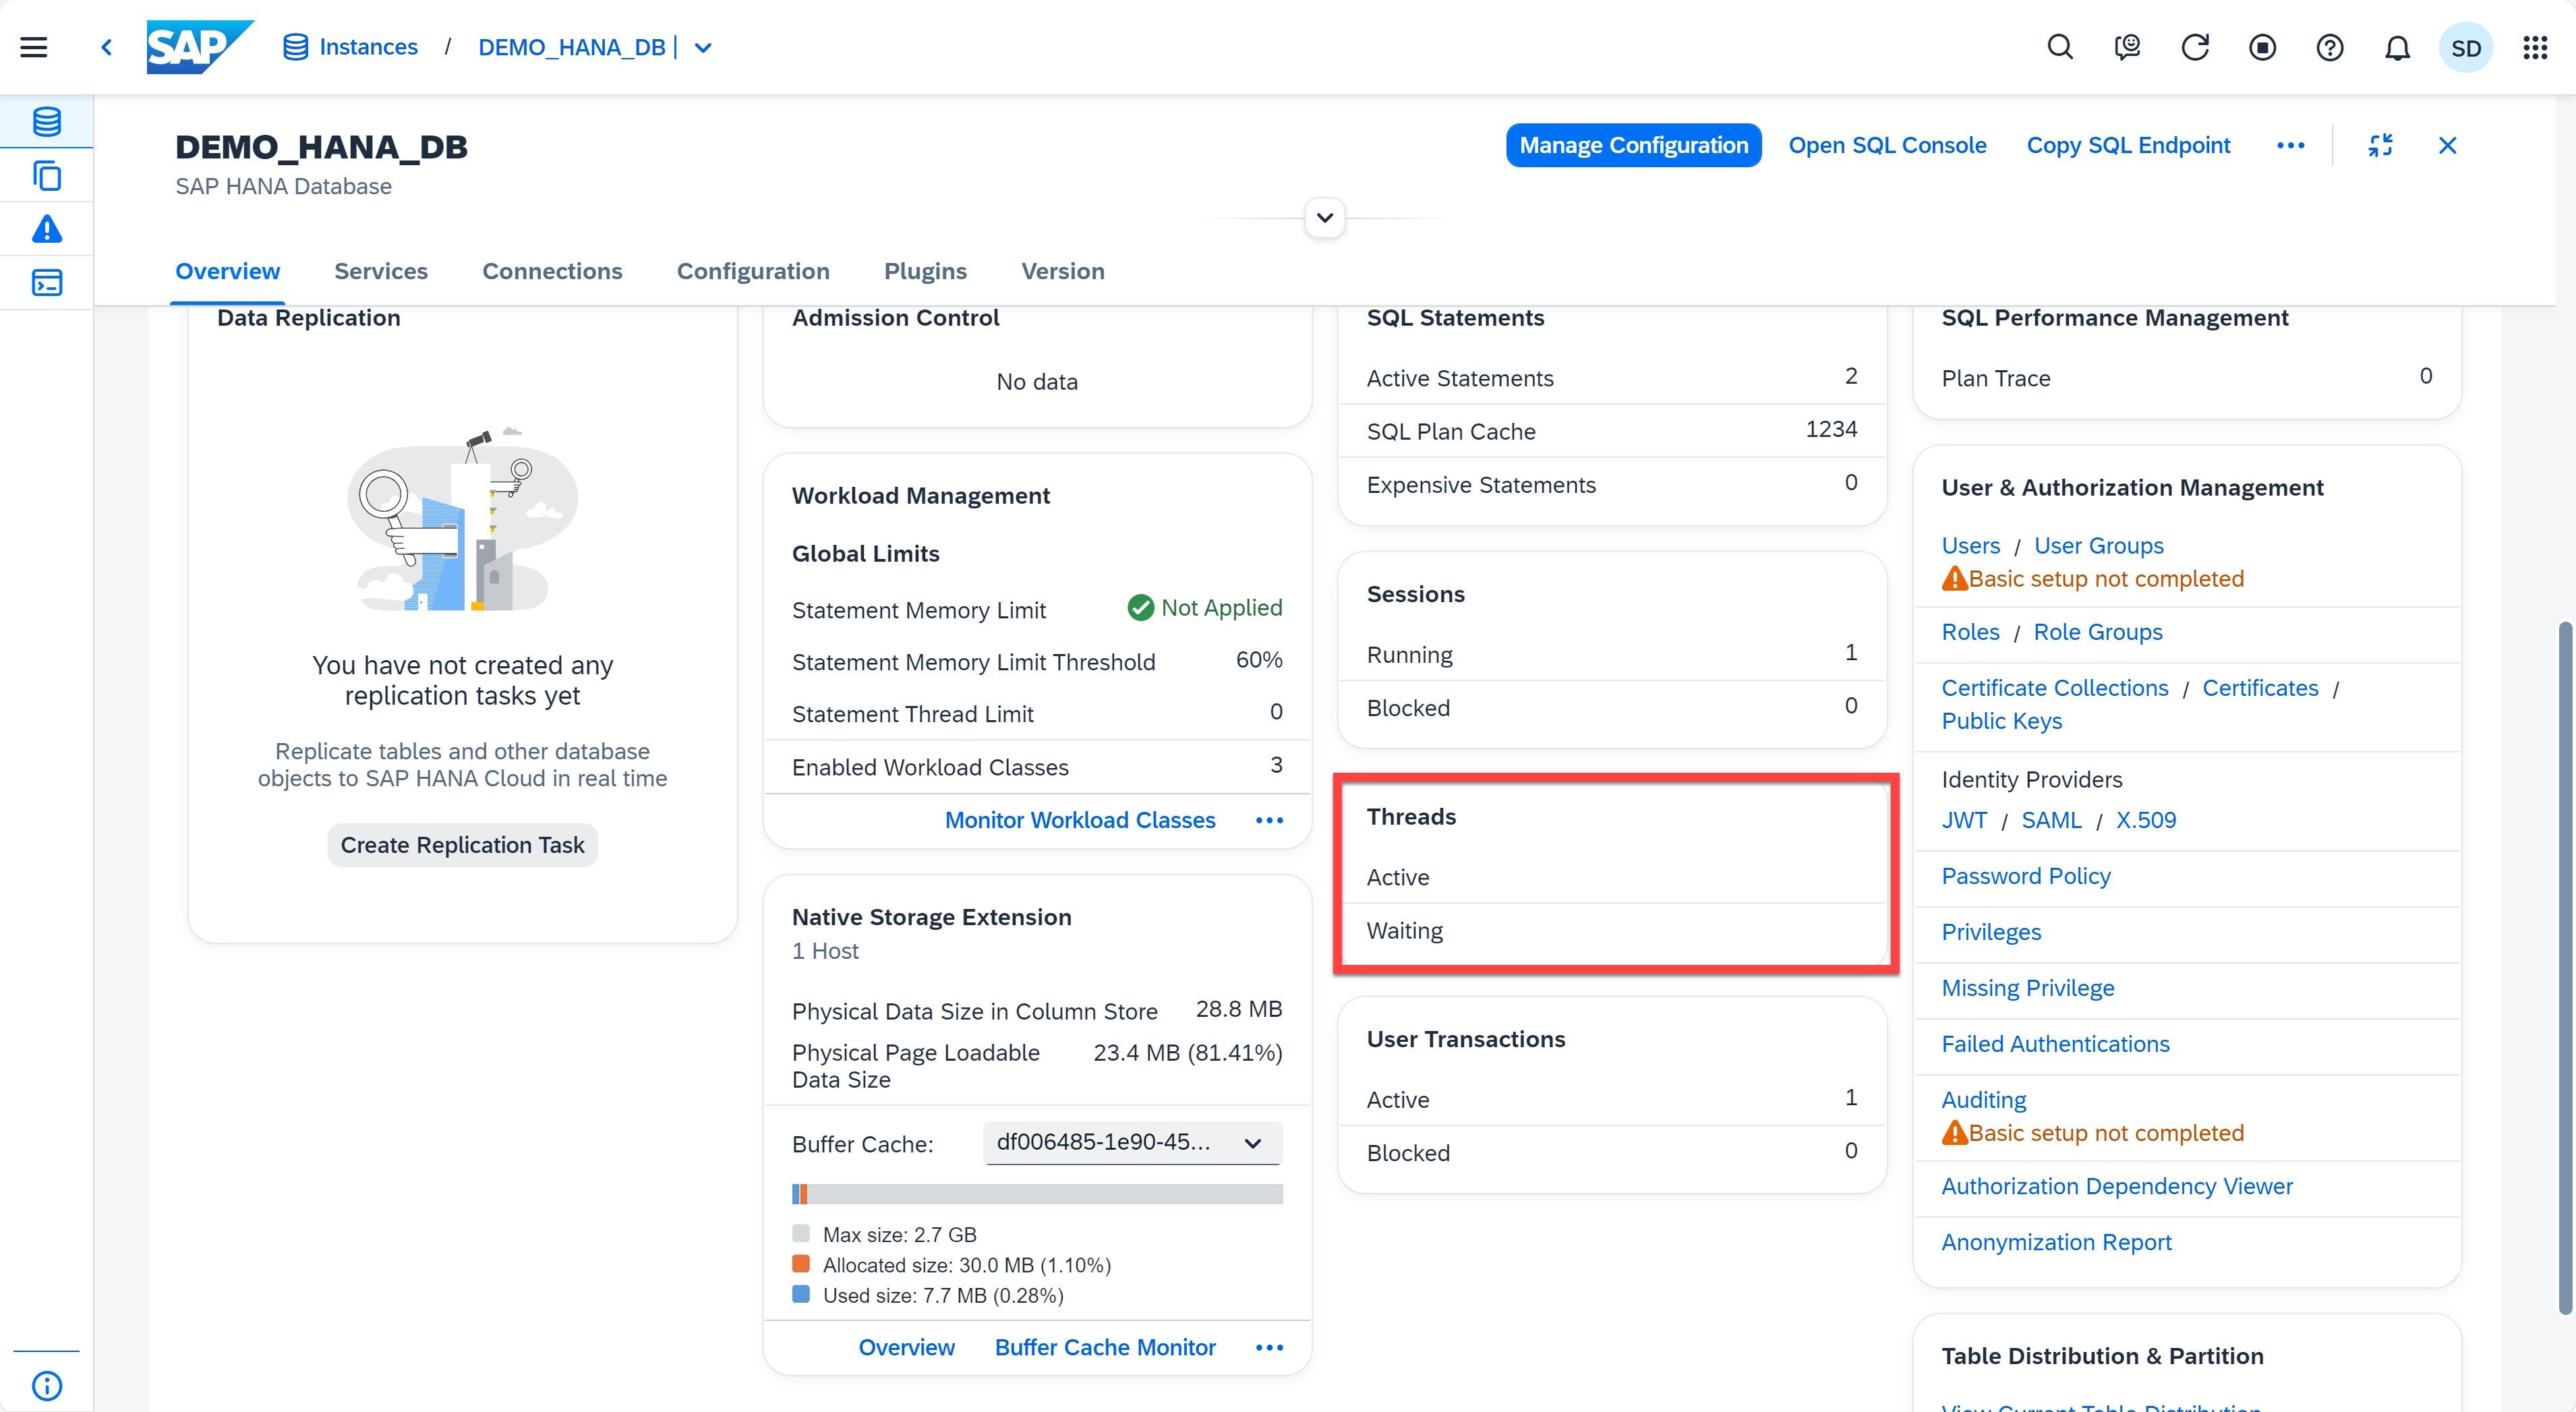 SAP
Instances / DEMO_HANA_DB |
SD
DEMO_HANA_DB
SAP HANA Database
Manage Configuration
Open SQL Console
Copy SQL Endpoint
Overview
Services
Connections
Configuration
Plugins
Version
Data Replication
You have not created any
replication tasks yet
Replicate tables and other database
objects to SAP HANA Cloud in real time
Create Replication Task
Admission Control
No data
Workload Management
Global Limits
Statement Memory Limit Not Applied
Statement Memory Limit Threshold 60%
Statement Thread Limit 0
Enabled Workload Classes 3
Monitor Workload Classes
Native Storage Extension
1 Host
Physical Data Size in Column Store 28.8 MB
Physical Page Loadable 23.4 MB (81.41%)
Data Size
Buffer Cache: df006485-1e90-45...
Max size: 2.7 GB
Allocated size: 30.0 MB (1.10%)
Used size: 7.7 MB (0.28%)
Overview Buffer Cache Monitor
SQL Statements
Active Statements 2
SQL Plan Cache 1234
Expensive Statements 0
Sessions
Running 1
Blocked 0
Threads
Active
Waiting
User Transactions
Active 1
Blocked 0
SQL Performance Management
Plan Trace 0
User & Authorization Management
Users / User Groups
Basic setup not completed
Roles / Role Groups
Certificate Collections / Certificates /
Public Keys
Identity Providers
JWT / SAML / X.509
Password Policy
Privileges
Missing Privilege
Failed Authentications
Auditing
Basic setup not completed
Authorization Dependency Viewer
Anonymization Report
Table Distribution & Partition
View Current Table Distribution